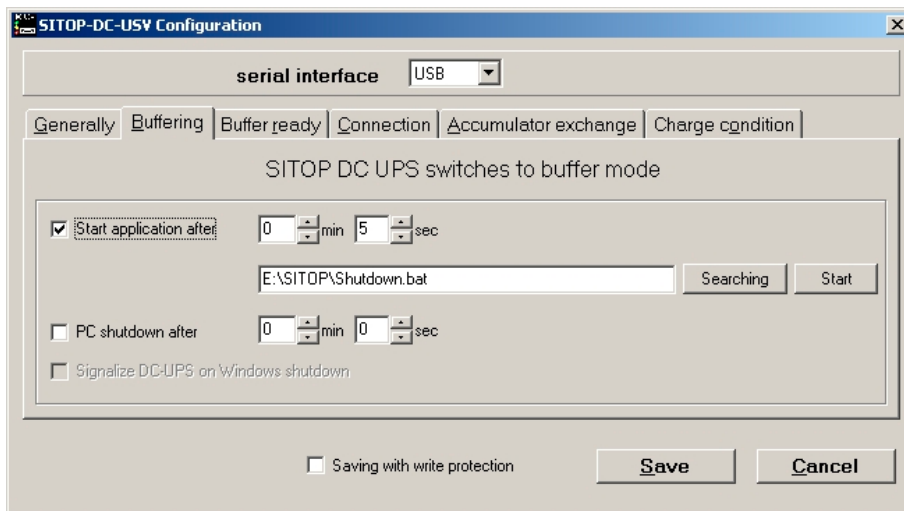 SITOP-DC-USV Configuration
serial interface USB
Generally Buffering Buffer ready Connection Accumulator exchange Charge condition
SITOP DC UPS switches to buffer mode
Start application after 0 min 5 sec
E:\SITOP\Shutdown.bat Searching Start
PC shutdown after 0 min 0 sec
Signalize DC-UPS on Windows shutdown
Saving with write protection Save Cancel